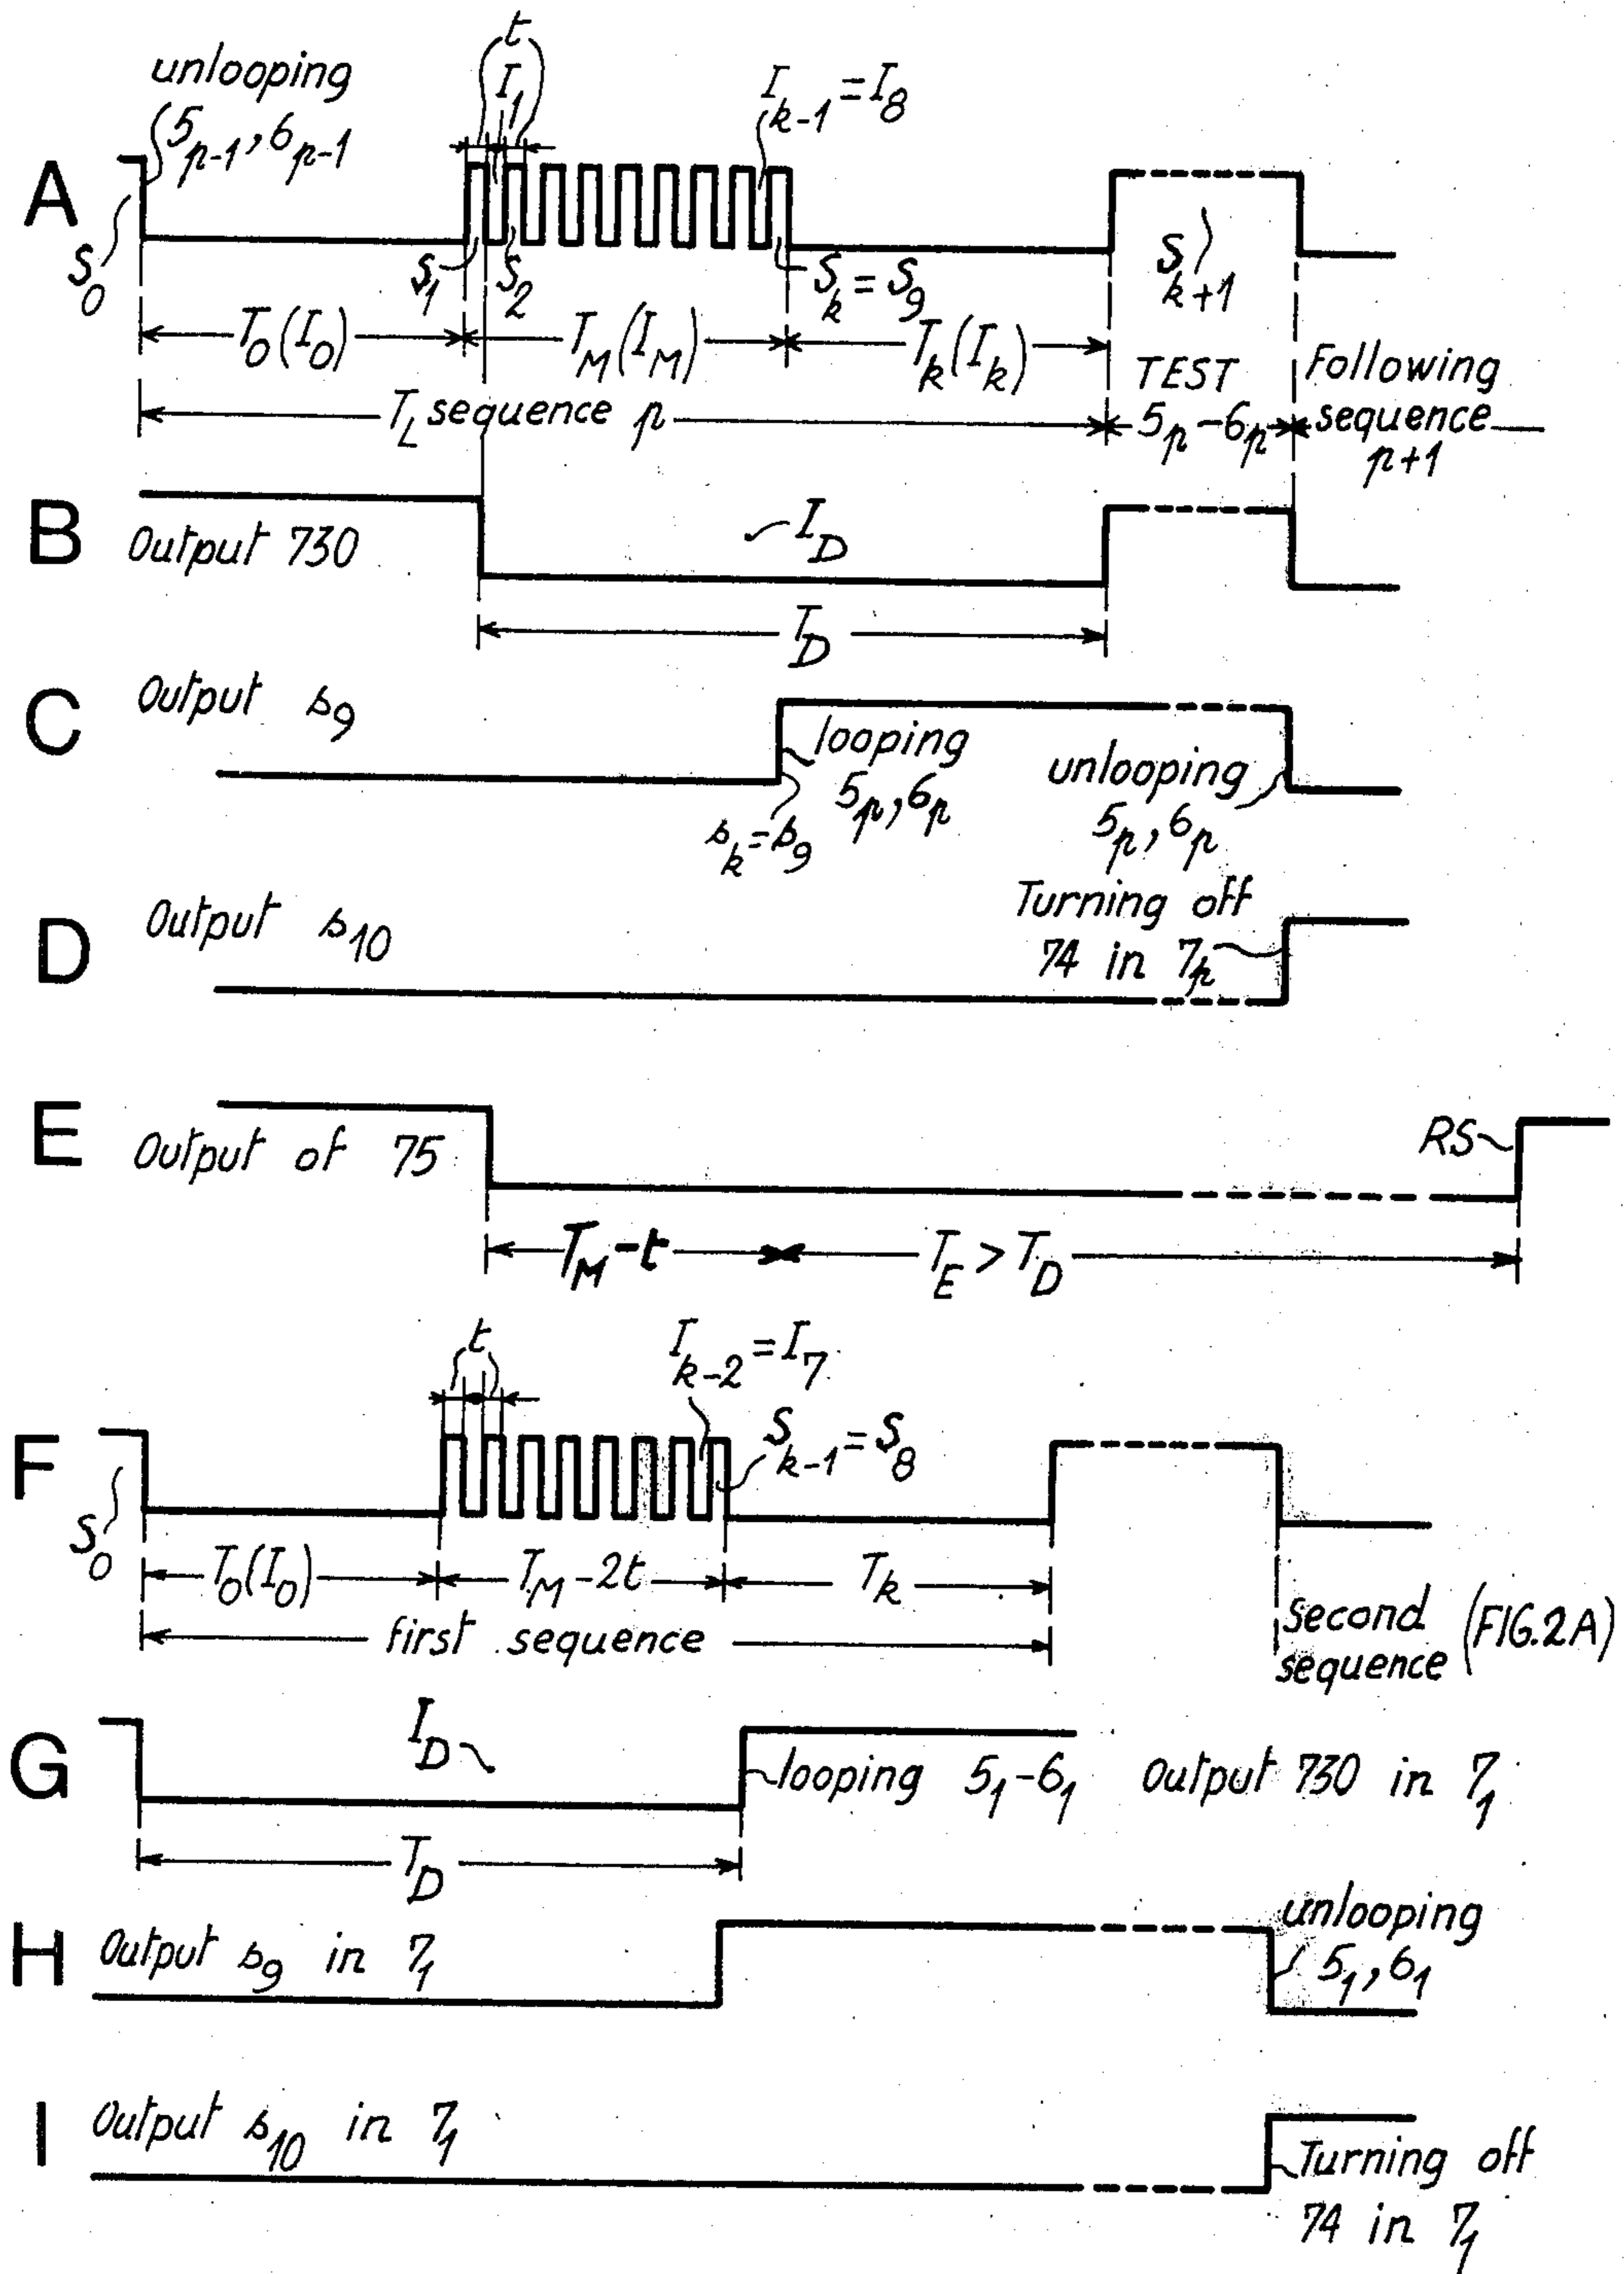 t
unlooping
5p-1, 6p-1
I1
Ik-1 = I8
A
S0
S1
S2
Sk = S9
Sk+1
T0(I0)
TM(IM)
Tk(Ik)
TEST
5p-6p
Following
sequence
p+1
TL sequence p
B
Output 730
ID
TD
C
Output s9
looping
5p, 6p
sk = s9
unlooping
5p, 6p
D
Output s10
Turning off
74 in 7p
E
Output of 75
RS
TM-t
TE > TD
t
Ik-2 = I7
F
S0
Sk-1 = S8
T0(I0)
TM-2t
Tk
first sequence
second
sequence
(FIG.2A)
G
ID
looping 51-61
Output 730 in 71
TD
H
Output s9 in 71
unlooping
51, 61
I
Output s10 in 71
Turning off
74 in 71